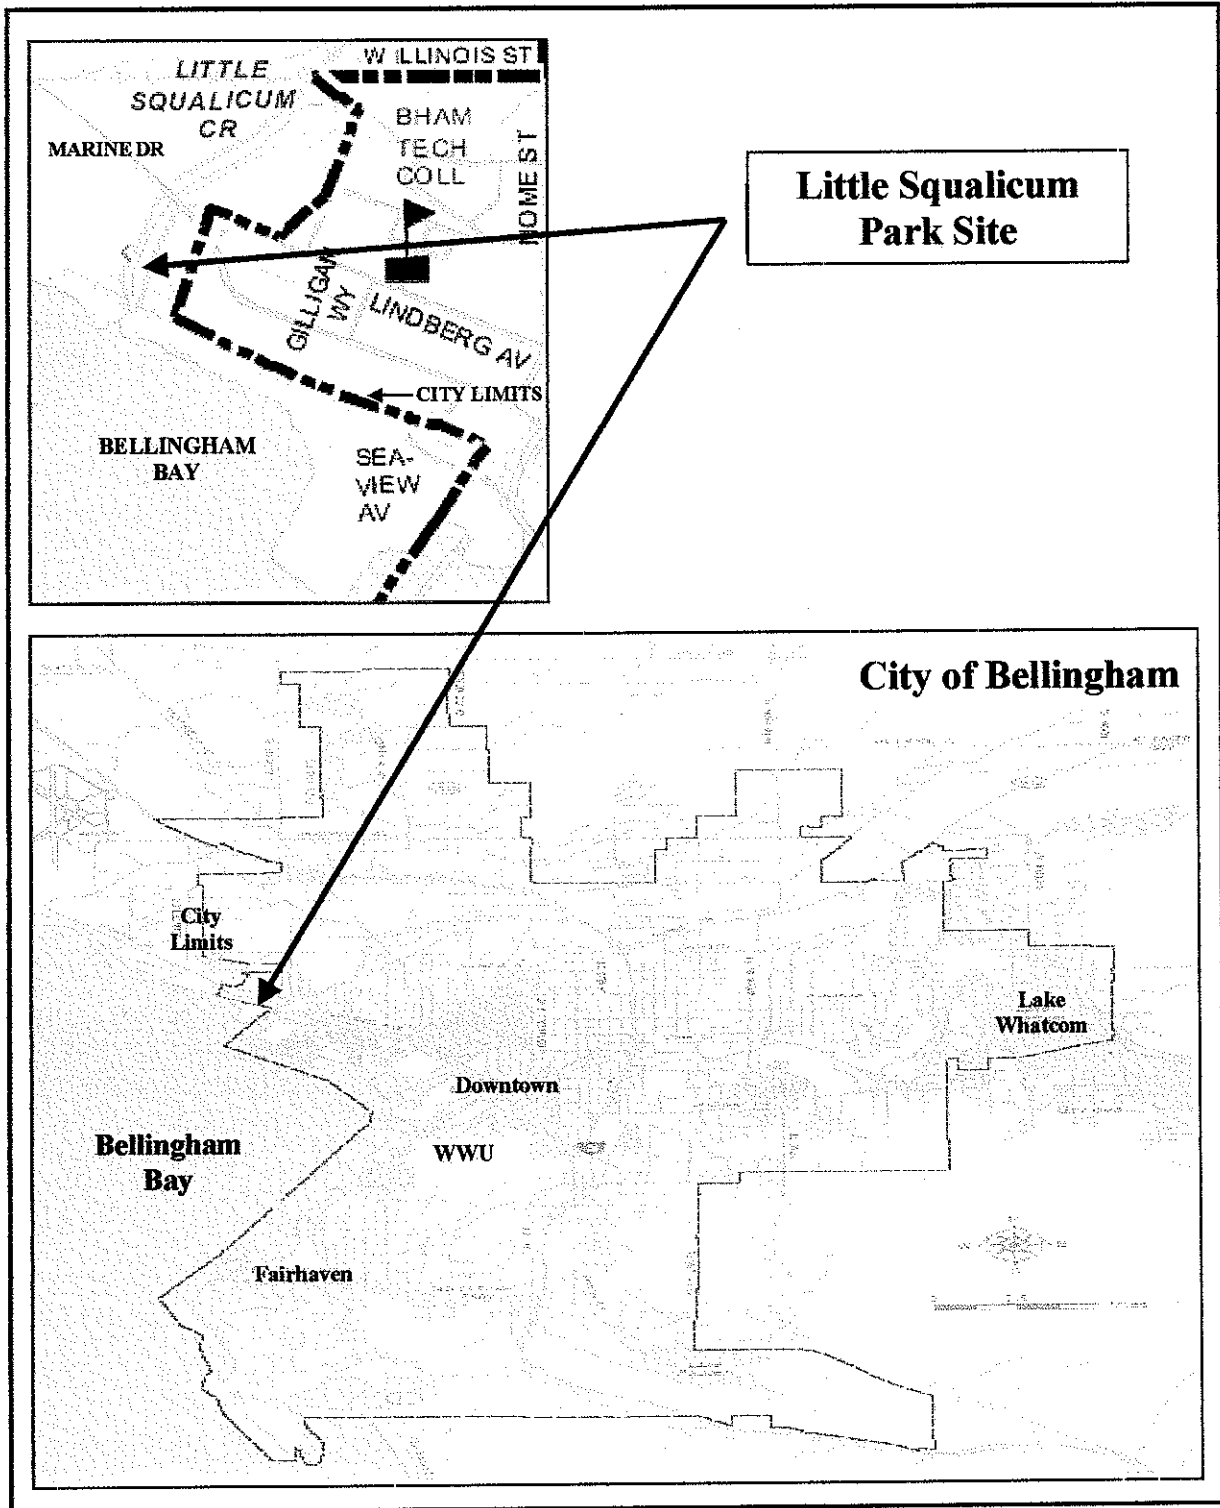 W ILLINOIS ST
LITTLE
SQUALICUM
CR
BHAM
TECH
COLL
MARINE DR
NOME ST
Little Squalicum
Park Site
GILLIGAN
WY
LINDBERG AV
CITY LIMITS
BELLINGHAM
BAY
SEA-
VIEW
AV
City of Bellingham
City
Limits
Lake
Whatcom
Downtown
Bellingham
Bay
WWU
Fairhaven